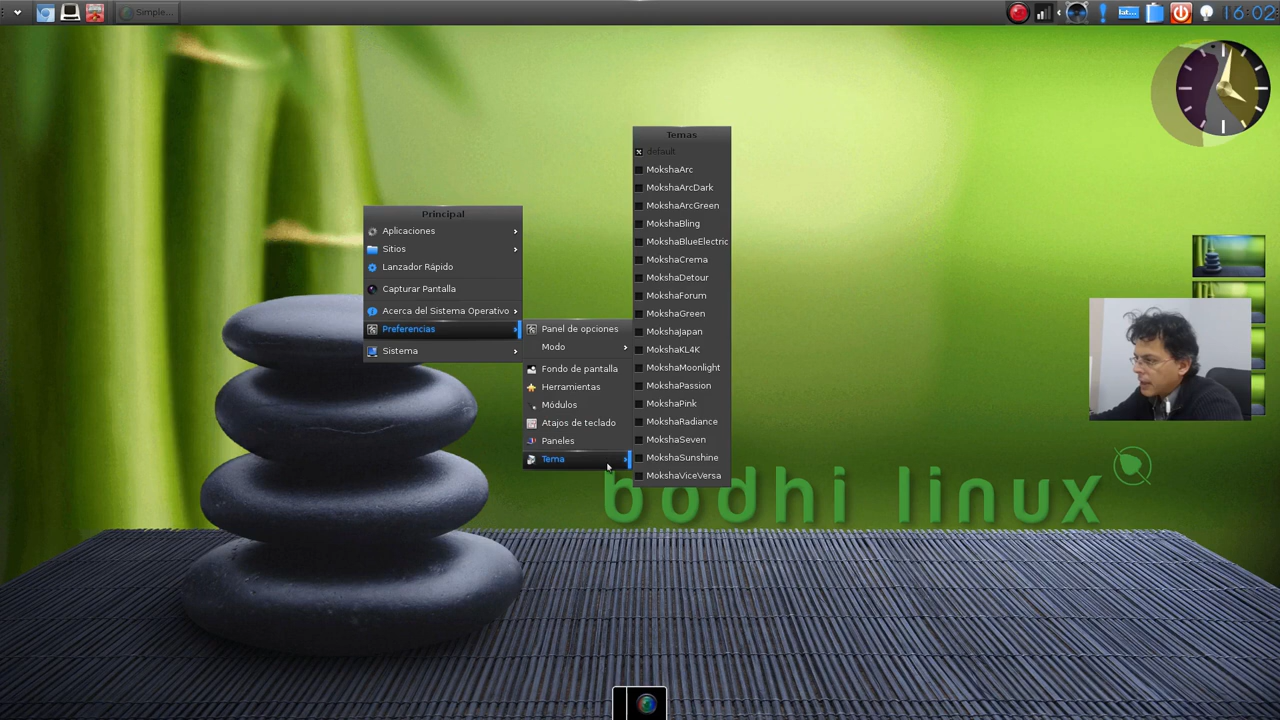 Simple...
lat...
16:02
Temas
default
MokshaArc
MokshaArcDark
MokshaArcGreen
MokshaBling
MokshaBlueElectric
MokshaCrema
MokshaDetour
MokshaForum
MokshaGreen
MokshaJapan
MokshaKL4K
MokshaMoonlight
MokshaPassion
MokshaPink
MokshaRadiance
MokshaSeven
MokshaSunshine
MokshaViceVersa
Principal
Aplicaciones
Sitios
Lanzador Rápido
Capturar Pantalla
Acerca del Sistema Operativo
Preferencias
Sistema
Panel de opciones
Modo
Fondo de pantalla
Herramientas
Módulos
Atajos de teclado
Paneles
Tema
bodhi linux